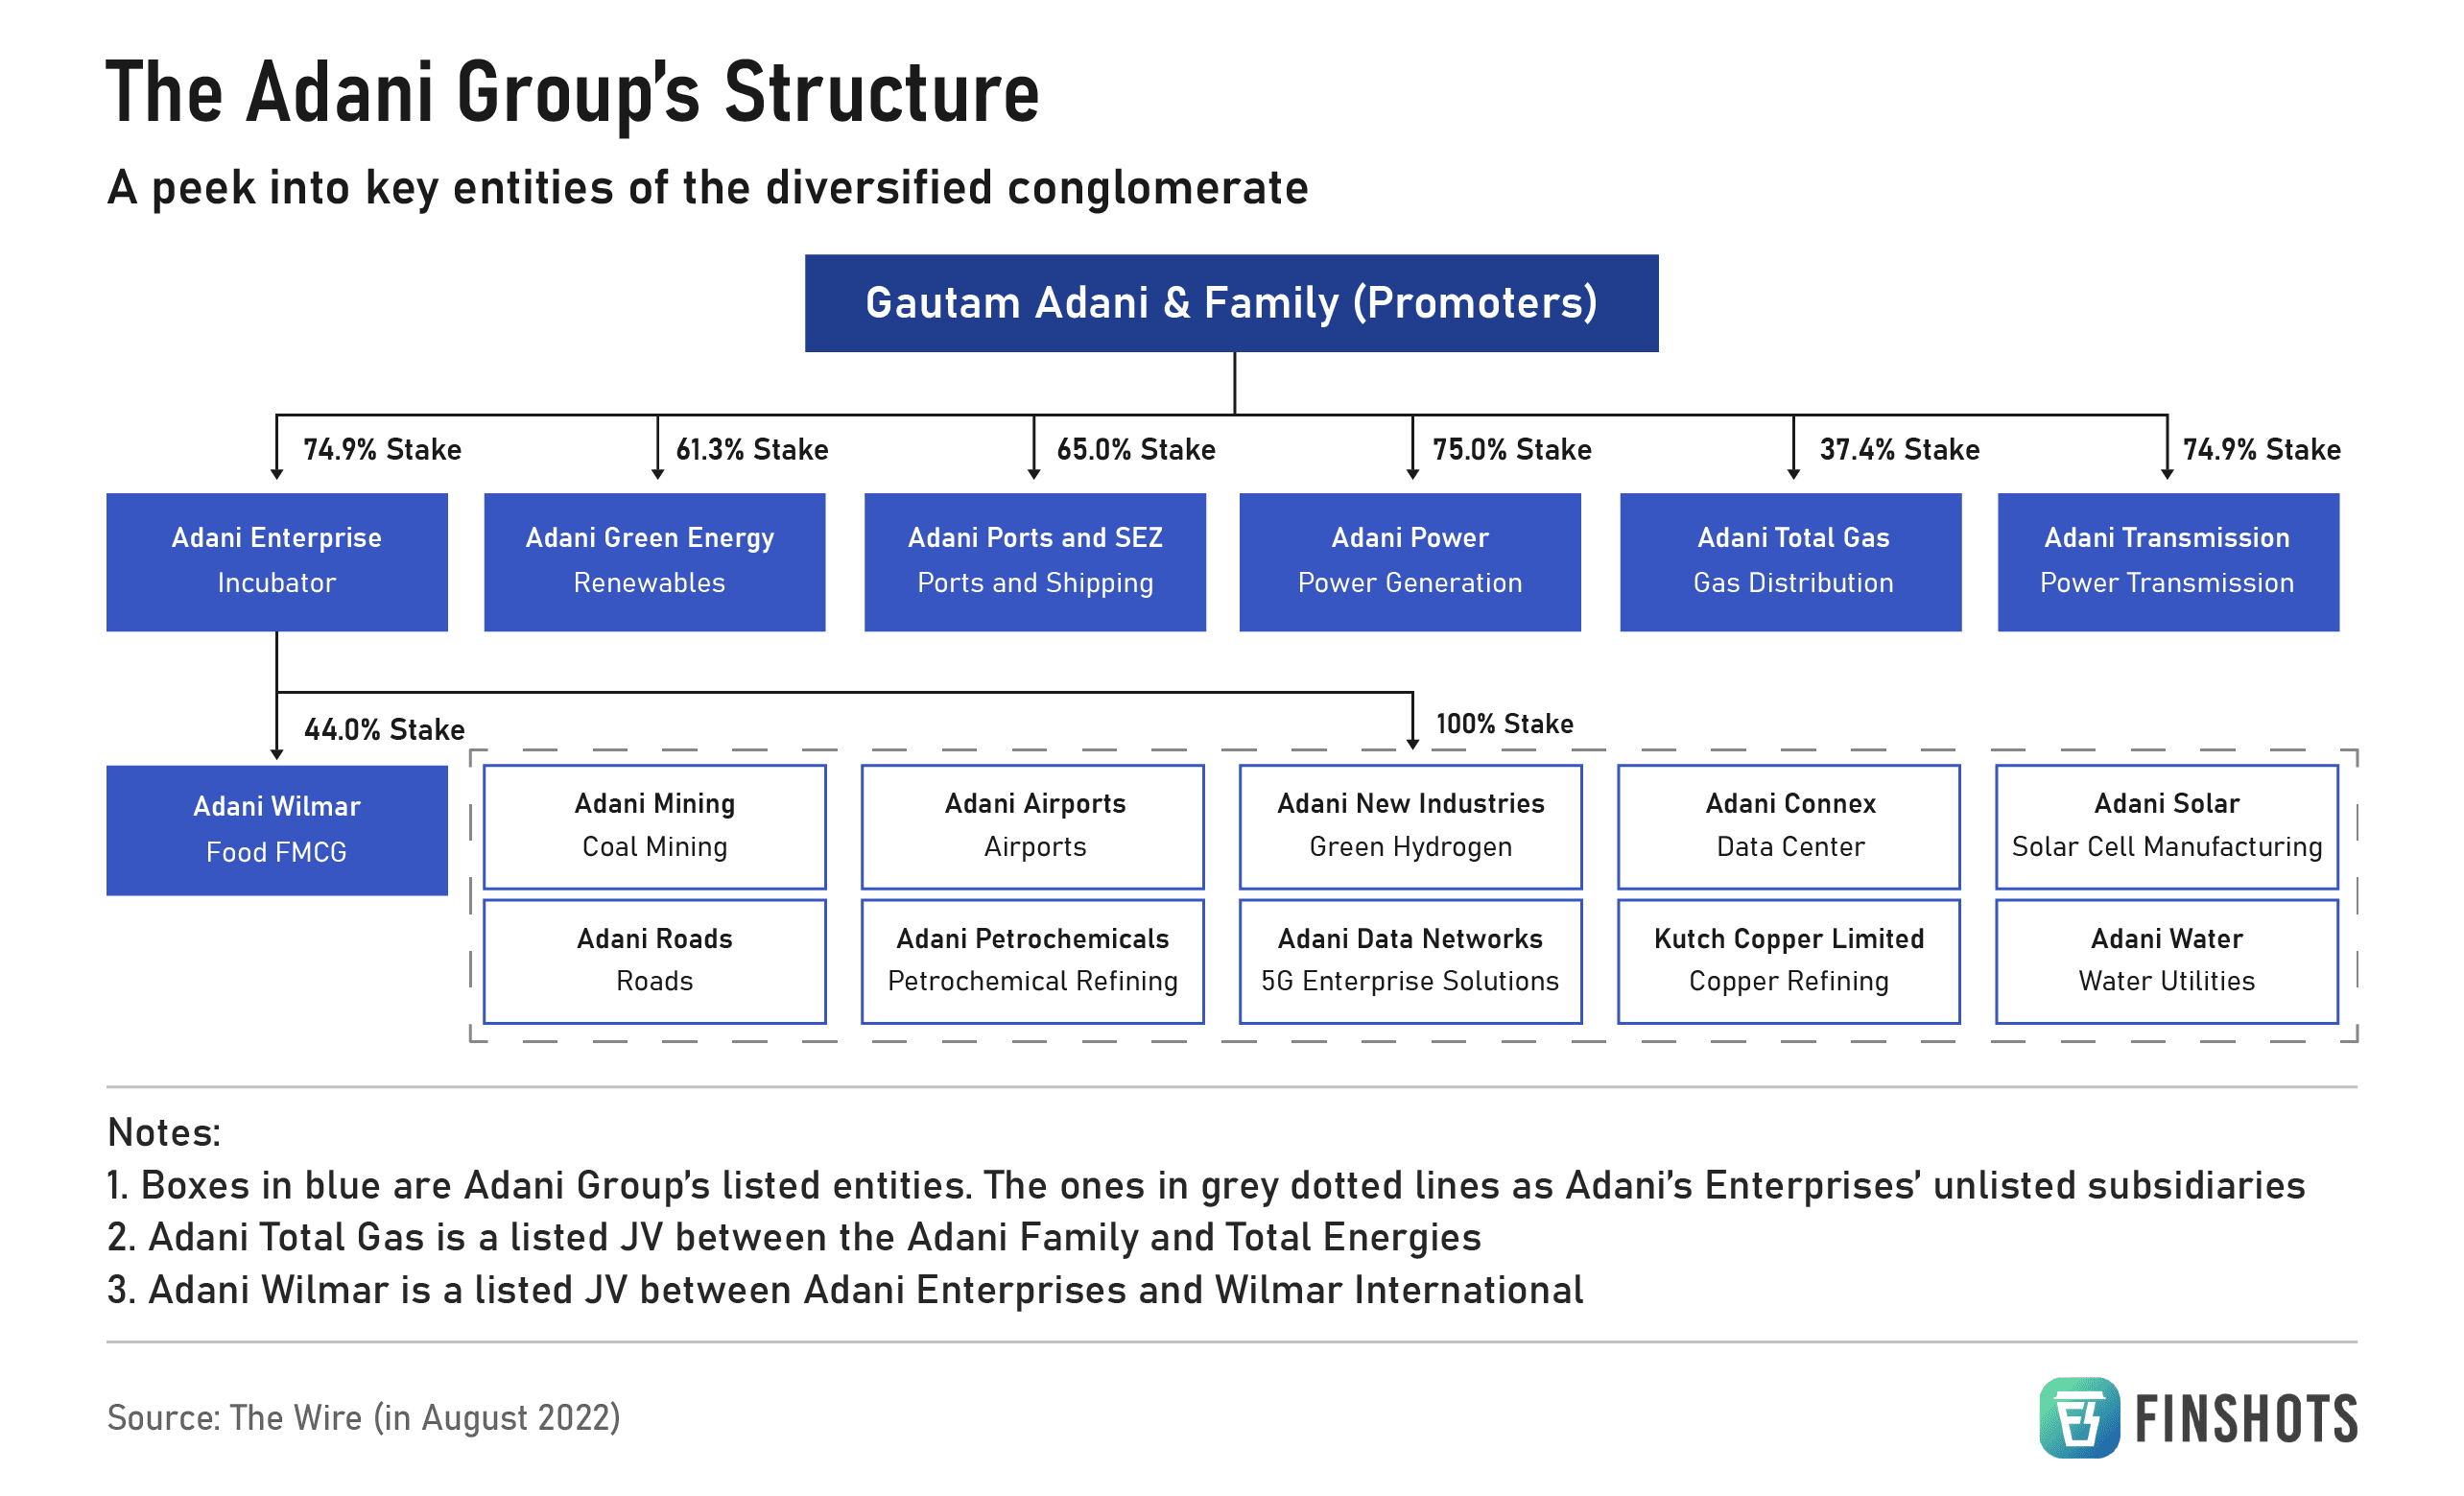 The Adani Group’s Structure
A peek into key entities of the diversified conglomerate
Gautam Adani & Family (Promoters)
74.9% Stake
61.3% Stake
65.0% Stake
75.0% Stake
37.4% Stake
74.9% Stake
Adani Enterprise
Incubator
Adani Green Energy
Renewables
Adani Ports and SEZ
Ports and Shipping
Adani Power
Power Generation
Adani Total Gas
Gas Distribution
Adani Transmission
Power Transmission
44.0% Stake
100% Stake
Adani Wilmar
Food FMCG
Adani Mining
Coal Mining
Adani Airports
Airports
Adani New Industries
Green Hydrogen
Adani Connex
Data Center
Adani Solar
Solar Cell Manufacturing
Adani Roads
Roads
Adani Petrochemicals
Petrochemical Refining
Adani Data Networks
5G Enterprise Solutions
Kutch Copper Limited
Copper Refining
Adani Water
Water Utilities
Notes:
1. Boxes in blue are Adani Group’s listed entities. The ones in grey dotted lines as Adani’s Enterprises’ unlisted subsidiaries
2. Adani Total Gas is a listed JV between the Adani Family and Total Energies
3. Adani Wilmar is a listed JV between Adani Enterprises and Wilmar International
Source: The Wire (in August 2022)
FINSHOTS